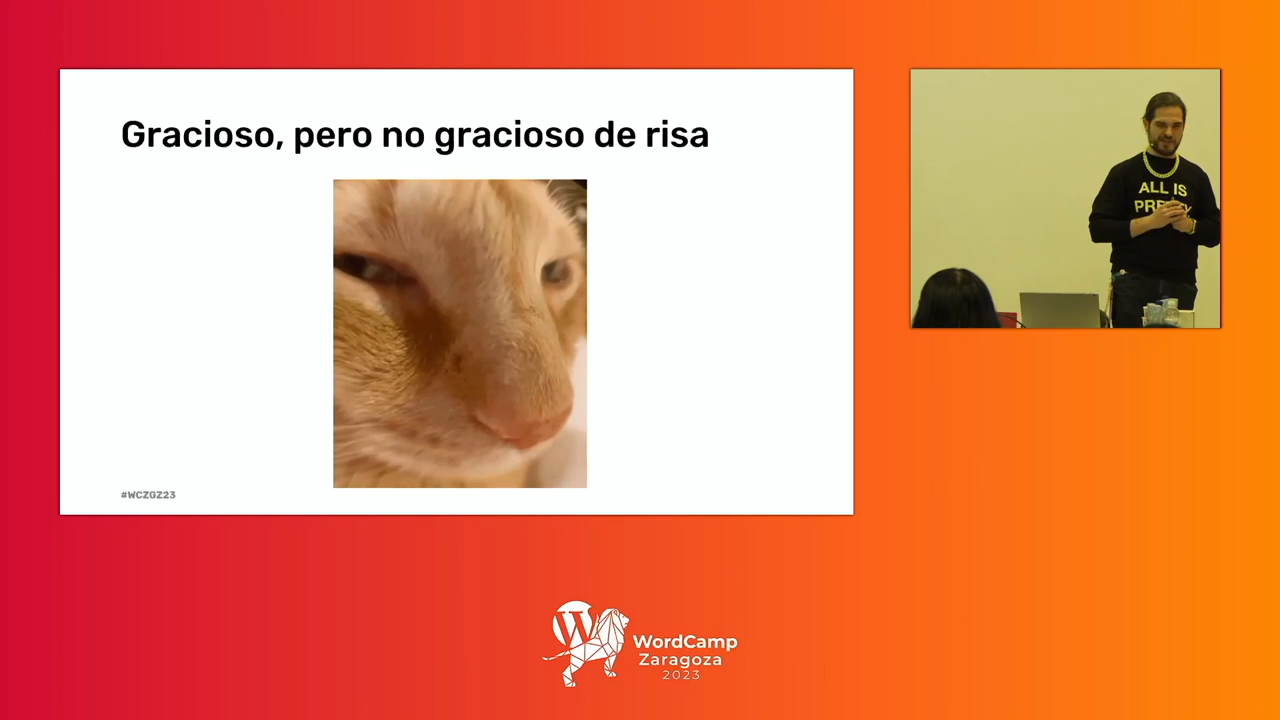 Gracioso, pero no gracioso de risa
#WCZGZ23
ALL IS
WordCamp
Zaragoza
2023